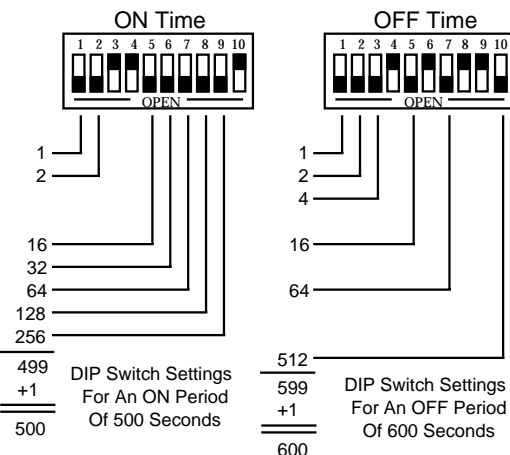 ON Time
1 2 3 4 5 6 7 8 9 10
OPEN
1
2
16
32
64
128
256
499
+1
500
DIP Switch Settings
For An ON Period
Of 500 Seconds
OFF Time
1 2 3 4 5 6 7 8 9 10
OPEN
1
2
4
16
64
512
599
+1
600
DIP Switch Settings
For An OFF Period
Of 600 Seconds